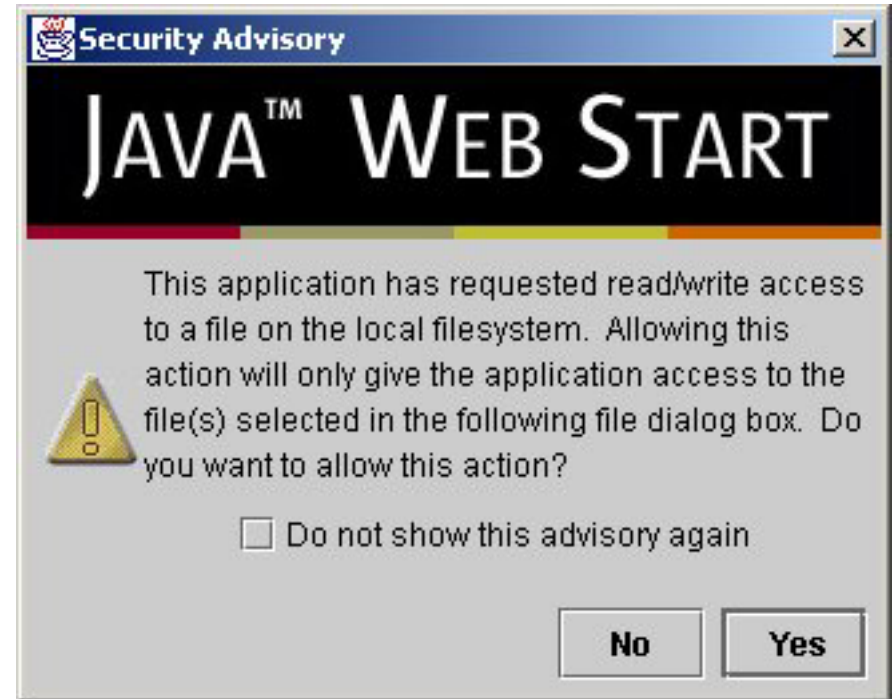 Security Advisory
JAVA™ WEB START
This application has requested read/write access
to a file on the local filesystem.  Allowing this
action will only give the application access to the
file(s) selected in the following file dialog box.  Do
you want to allow this action?
Do not show this advisory again
No Yes